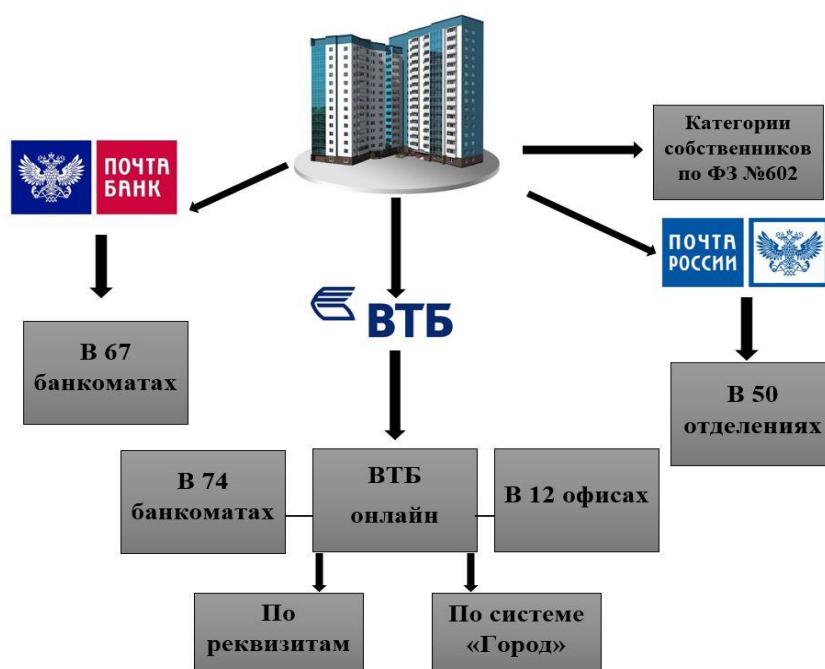 Категории
собственников
по ФЗ №602
ПОЧТА
БАНК
ПОЧТА
РОССИИ
ВТБ
В 67
банкоматах
В 50
отделениях
В 74
банкоматах
ВТБ
онлайн
В 12 офисах
По
реквизитам
По системе
«Город»